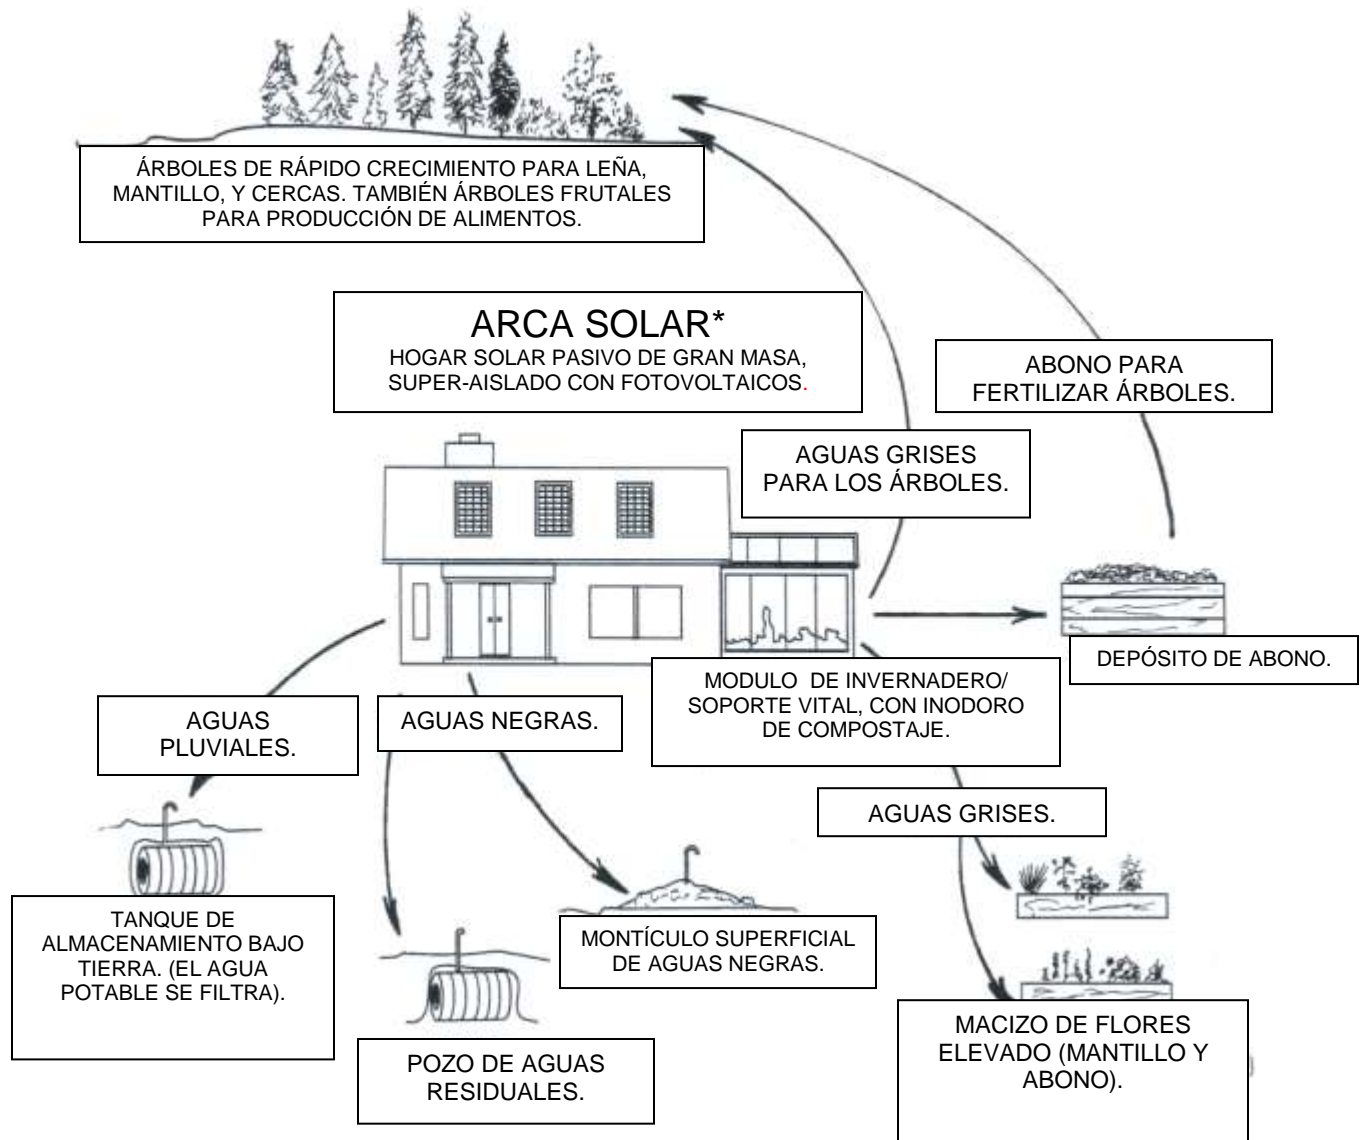 ÁRBOLES DE RÁPIDO CRECIMIENTO PARA LEÑA,
MANTILLO, Y CERCAS. TAMBIÉN ÁRBOLES FRUTALES
PARA PRODUCCIÓN DE ALIMENTOS.
ARCA SOLAR*
HOGAR SOLAR PASIVO DE GRAN MASA,
SUPER-AISLADO CON FOTOVOLTAICOS.
ABONO PARA
FERTILIZAR ÁRBOLES.
AGUAS GRISES
PARA LOS ÁRBOLES.
DEPÓSITO DE ABONO.
MODULO DE INVERNADERO/
SOPORTE VITAL, CON INODORO
DE COMPOSTAJE.
AGUAS
PLUVIALES.
AGUAS NEGRAS.
AGUAS GRISES.
TANQUE DE
ALMACENAMIENTO BAJO
TIERRA. (EL AGUA
POTABLE SE FILTRA).
MONTÍCULO SUPERFICIAL
DE AGUAS NEGRAS.
POZO DE AGUAS
RESIDUALES.
MACIZO DE FLORES
ELEVADO (MANTILLO Y
ABONO).